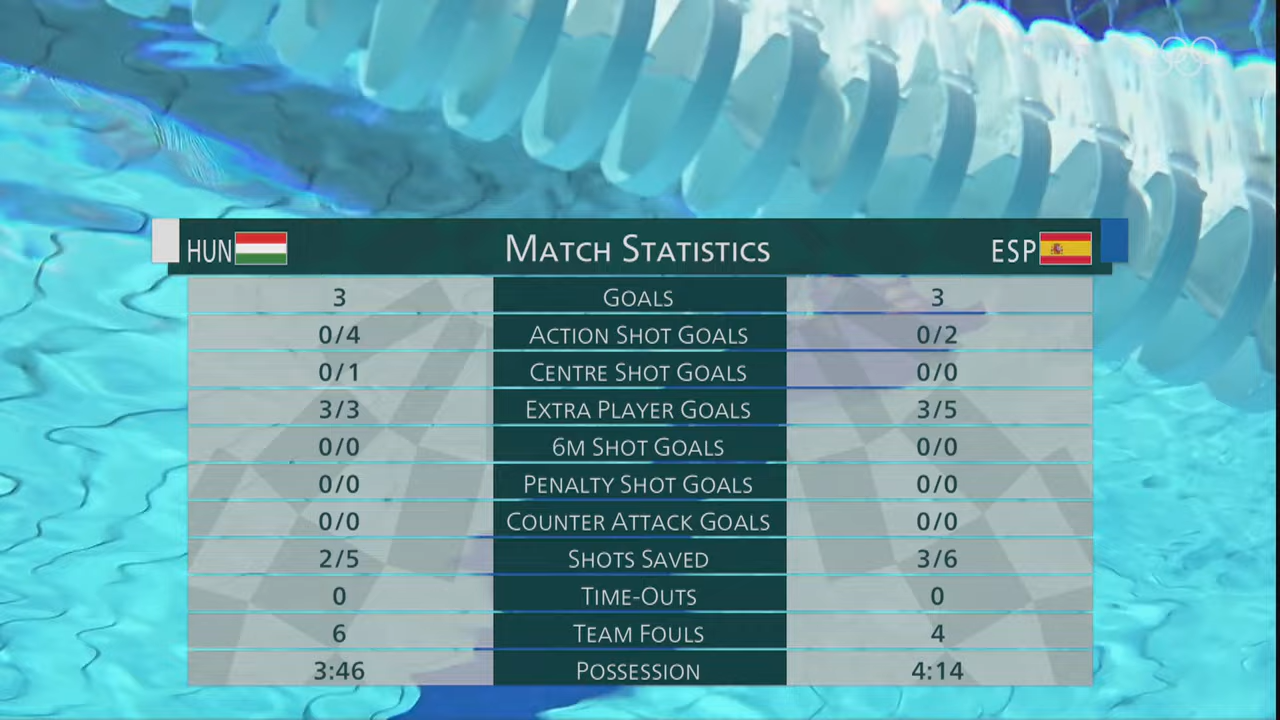 HUN MATCH STATISTICS ESP
3 GOALS 3
0/4 ACTION SHOT GOALS 0/2
0/1 CENTRE SHOT GOALS 0/0
3/3 EXTRA PLAYER GOALS 3/5
0/0 6M SHOT GOALS 0/0
0/0 PENALTY SHOT GOALS 0/0
0/0 COUNTER ATTACK GOALS 0/0
2/5 SHOTS SAVED 3/6
0 TIME-OUTS 0
6 TEAM FOULS 4
3:46 POSSESSION 4:14